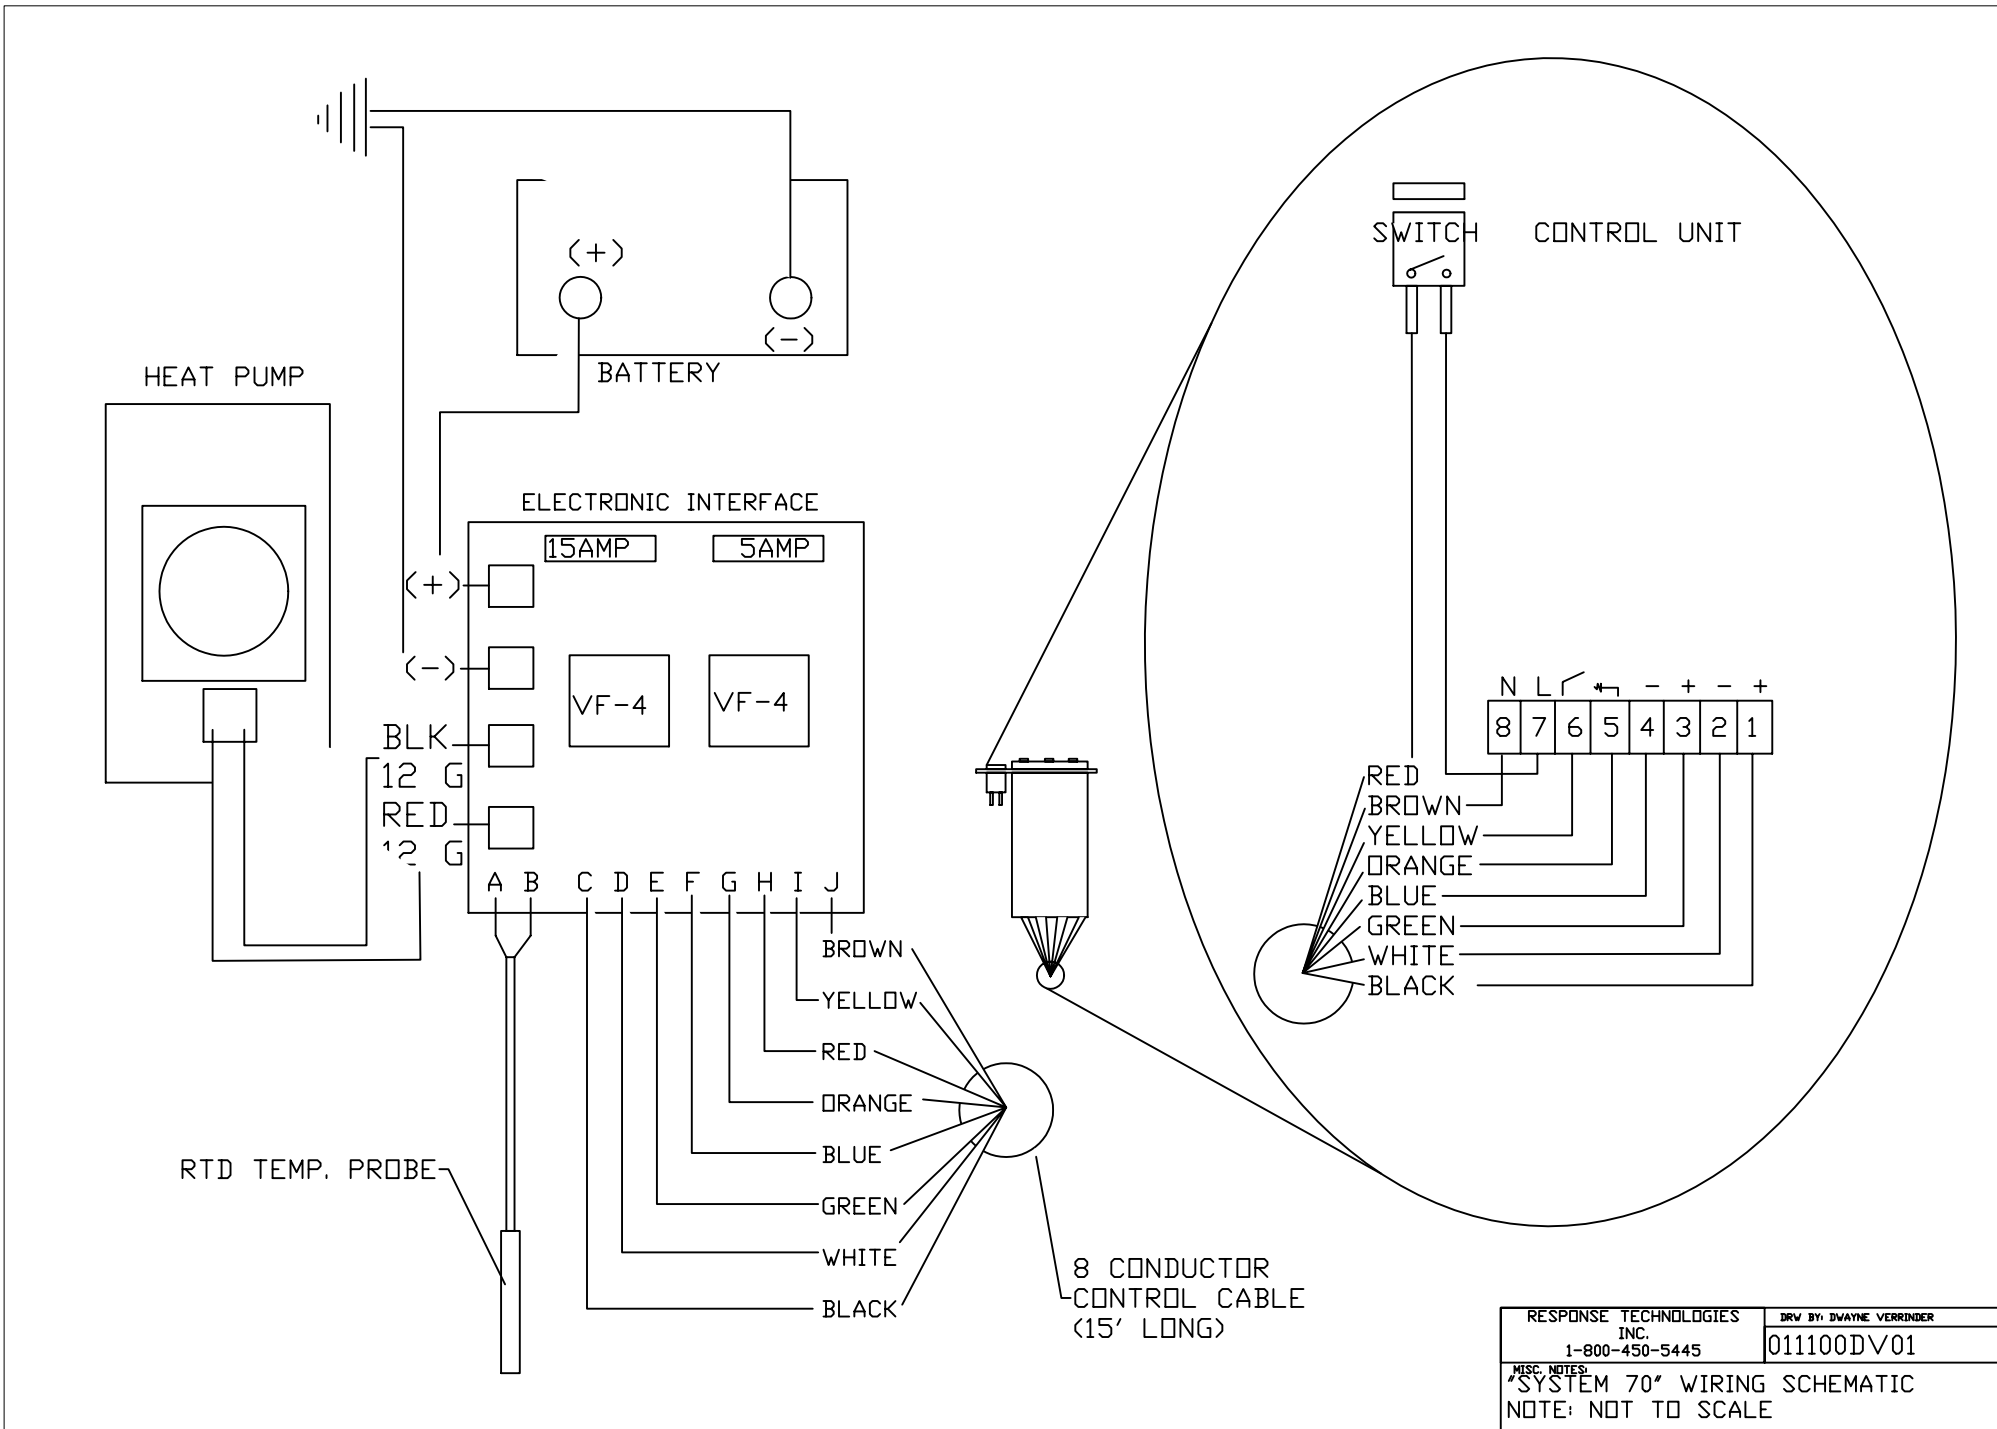 SWITCH
CONTROL UNIT
(+)
(-)
BATTERY
HEAT PUMP
ELECTRONIC INTERFACE
15AMP
5AMP
(+)
(-)
VF-4
VF-4
BLK
12 G
RED
12 G
A B C D E F G H I J
BROWN
YELLOW
RED
ORANGE
BLUE
GREEN
WHITE
BLACK
RTD TEMP. PROBE
8 CONDUCTOR
CONTROL CABLE
(15' LONG)
N L - + - +
8 7 6 5 4 3 2 1
RED
BROWN
YELLOW
ORANGE
BLUE
GREEN
WHITE
BLACK
RESPONSE TECHNOLOGIES
INC.
1-800-450-5445
DRW BY: DWAYNE VERRINDER
011100DV01
MISC. NOTES:
"SYSTEM 70" WIRING SCHEMATIC
NOTE: NOT TO SCALE